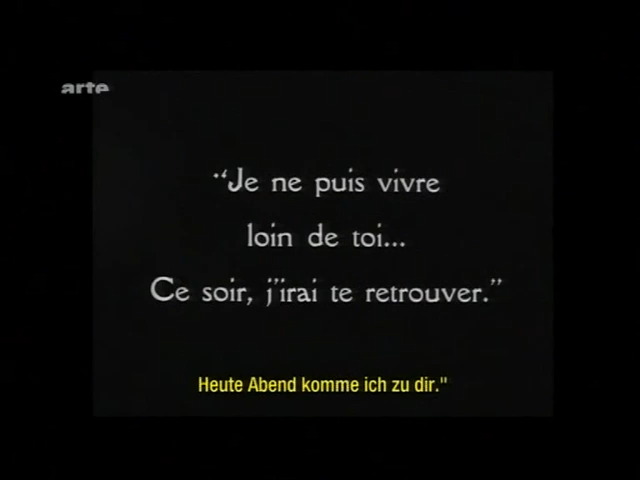 arte
“Je ne puis vivre
loin de toi...
Ce soir, j'irai te retrouver.”
Heute Abend komme ich zu dir."